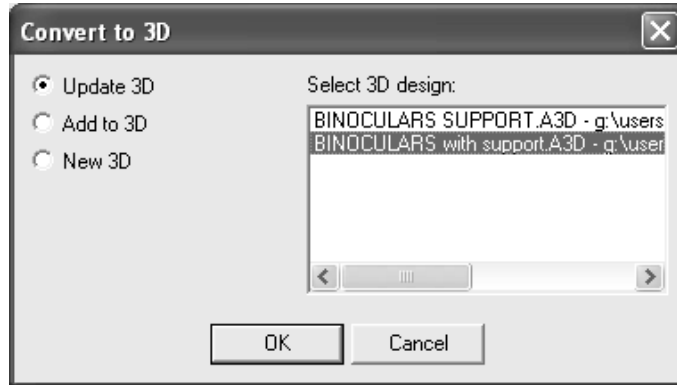 Convert to 3D
Update 3D
Add to 3D
New 3D
Select 3D design:
BINOCULARS SUPPORT.A3D - g:\users
BINOCULARS with support.A3D - g:\user
OK
Cancel